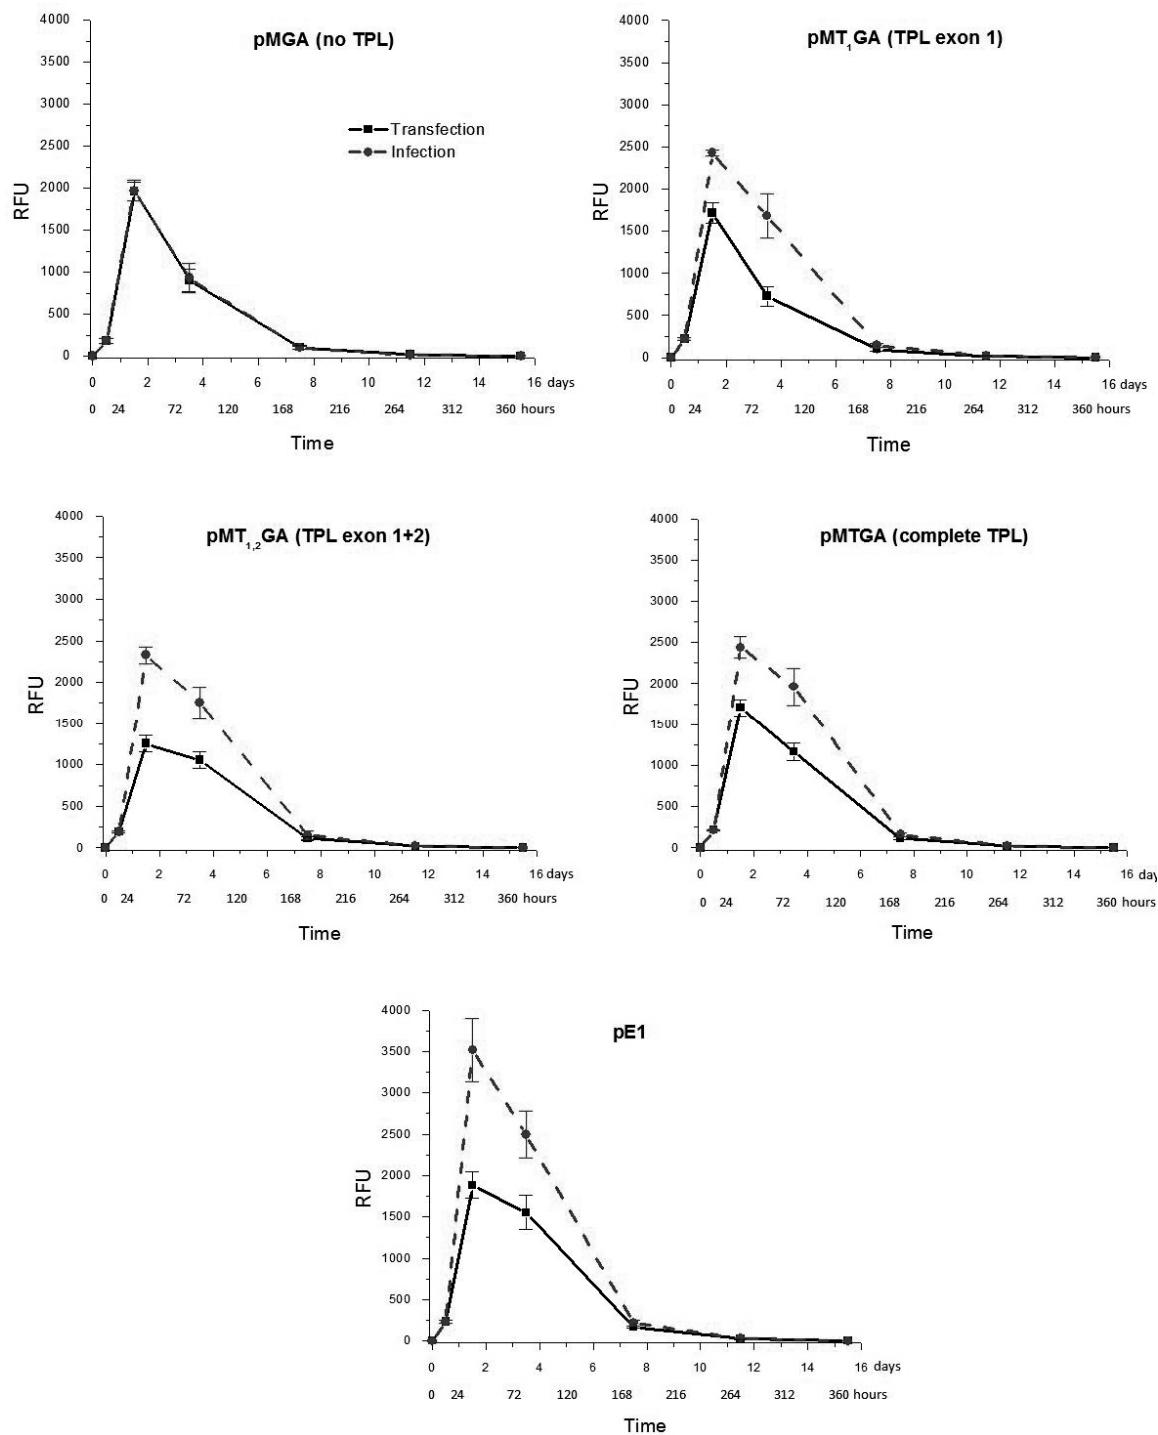 pMGA (no TPL)
4000
3500
3000
2500
2000
1500
1000
500
0
RFU
Transfection
Infection
0 2 4 6 8 10 12 14 16 days
0 24 72 120 168 216 264 312 360 hours
Time
pMT1GA (TPL exon 1)
4000
3500
3000
2500
2000
1500
1000
500
0
RFU
0 2 4 6 8 10 12 14 16 days
0 24 72 120 168 216 264 312 360 hours
Time
pMT1,2GA (TPL exon 1+2)
4000
3500
3000
2500
2000
1500
1000
500
0
RFU
0 2 4 6 8 10 12 14 16 days
0 24 72 120 168 216 264 312 360 hours
Time
pMTGA (complete TPL)
4000
3500
3000
2500
2000
1500
1000
500
0
RFU
0 2 4 6 8 10 12 14 16 days
0 24 72 120 168 216 264 312 360 hours
Time
pE1
4000
3500
3000
2500
2000
1500
1000
500
0
RFU
0 2 4 6 8 10 12 14 16 days
0 24 72 120 168 216 264 312 360 hours
Time